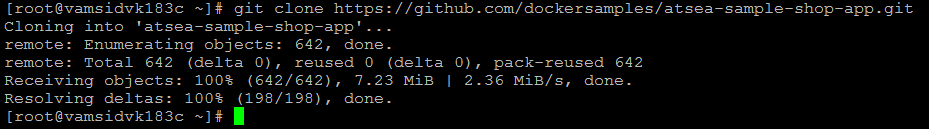 [root@vamsidvk183c ~]# git clone https://github.com/dockersamples/atsea-sample-shop-app.git
Cloning into 'atsea-sample-shop-app'...
remote: Enumerating objects: 642, done.
remote: Total 642 (delta 0), reused 0 (delta 0), pack-reused 642
Receiving objects: 100% (642/642), 7.23 MiB | 2.36 MiB/s, done.
Resolving deltas: 100% (198/198), done.
[root@vamsidvk183c ~]#